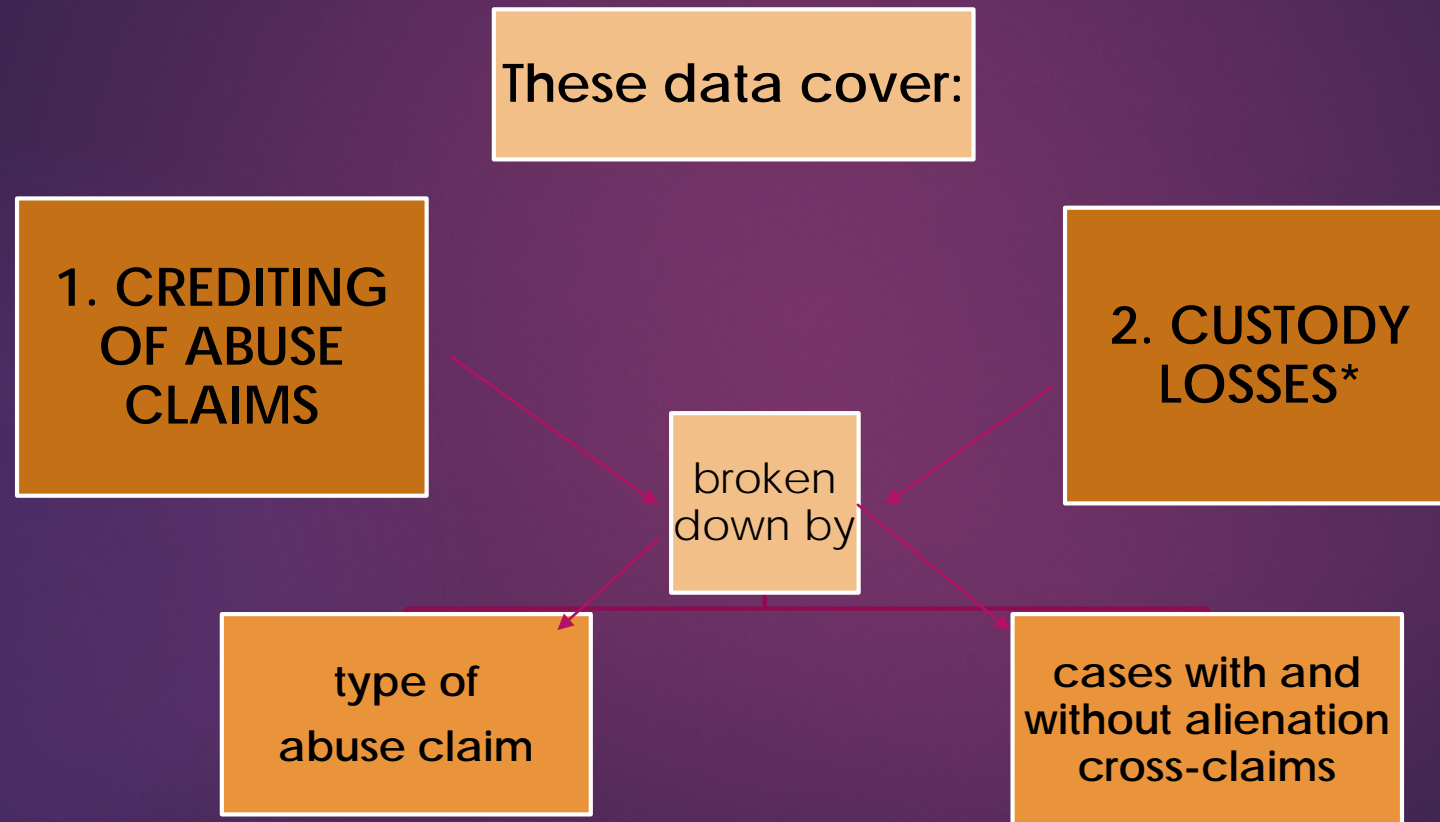 These data cover:
1. CREDITING
OF ABUSE
CLAIMS
2. CUSTODY
LOSSES*
broken
down by
type of
abuse claim
cases with and
without alienation
cross-claims